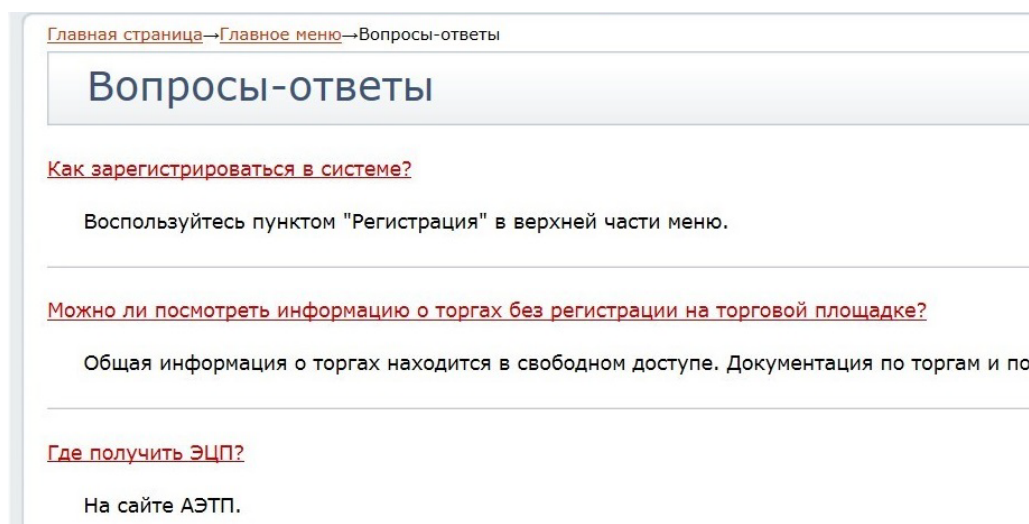 Главная страница→Главное меню→Вопросы-ответы
Вопросы-ответы
Как зарегистрироваться в системе?
Воспользуйтесь пунктом "Регистрация" в верхней части меню.
Можно ли посмотреть информацию о торгах без регистрации на торговой площадке?
Общая информация о торгах находится в свободном доступе. Документация по торгам и по
Где получить ЭЦП?
На сайте АЭТП.